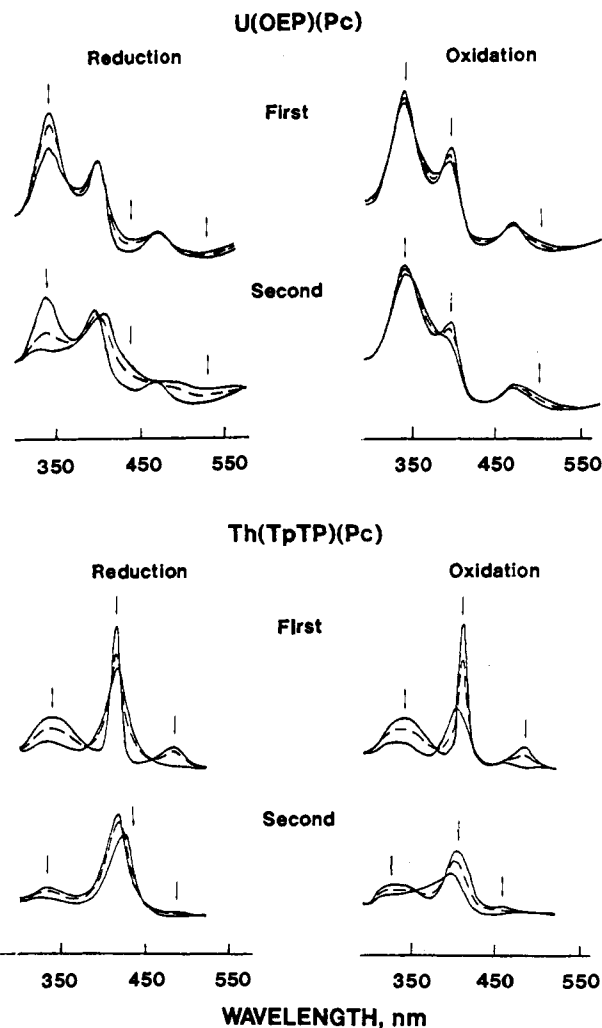 U(OEP)(Pc)
Reduction Oxidation
First
Second
350 450 550 350 450 550
Th(TpTP)(Pc)
Reduction Oxidation
First
Second
350 450 550 350 450 550
WAVELENGTH, nm